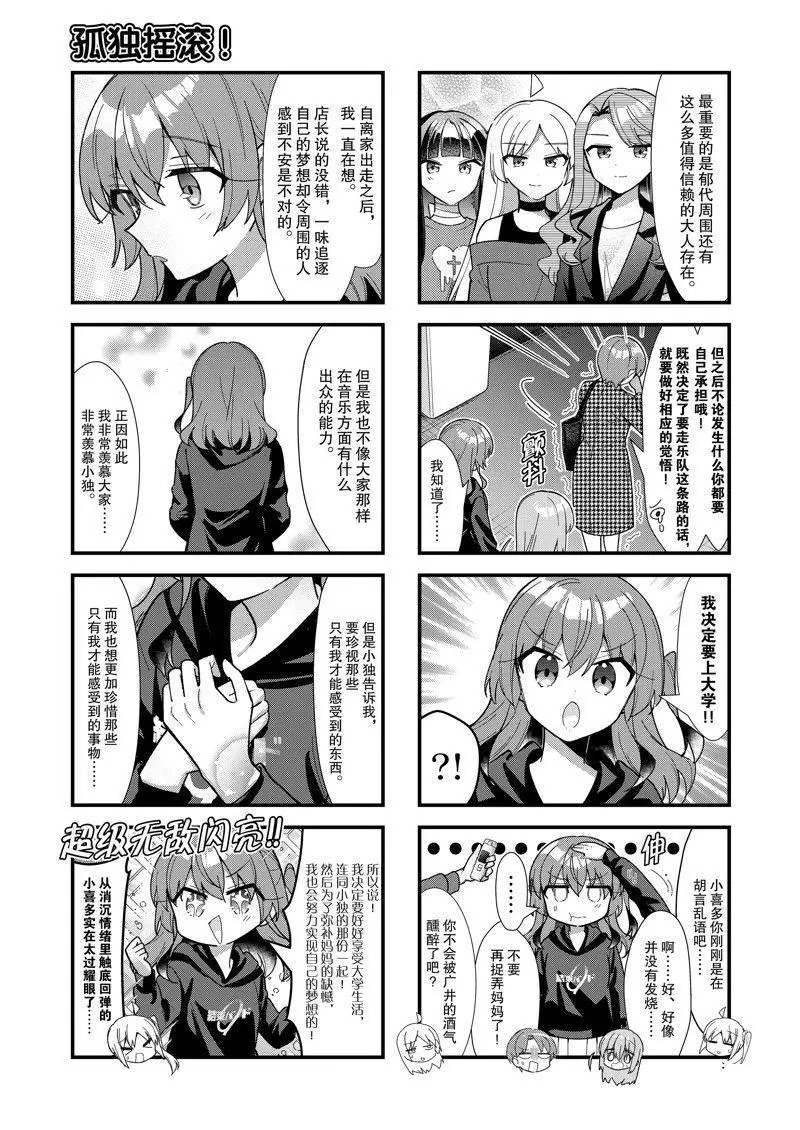 孤独摇滚！
最重要的是郁代周围还有
这么多值得信赖的大人存在。
但之后不论发生什么你都要
自己承担哦！
既然决定了要走乐队这条路的话，
就要做好相应的觉悟！
颤抖
我知道了……
我决定要上大学!!
?!
小喜多你刚刚是在
胡言乱语吧……
伸
啊……好、好像
并没有发烧……
……
不要
再捉弄妈妈了！
你不会被广井的酒气
醺醉了吧？
自离家出走之后，
我一直在想。
店长说的没错，一味追逐
自己的梦想却令周围的人
感到不安是不对的。
但是我也不像大家那样
在音乐方面有什么
出众的能力。
正因如此
我非常羡慕大家……
非常羡慕小独。
但是小独告诉我，
要珍视那些
只有我才能感受到的东西。
而我也想更加珍惜那些
只有我才能感受到的事物……
超级无敌闪亮!!
所以说！
我决定要好好享受大学生活，
连同小独的那份一起！
然后为了弥补妈妈的缺憾，
我也会努力实现自己的梦想的！
結束バンド
从消沉情绪里触底回弹的
小喜多实在太过耀眼了……